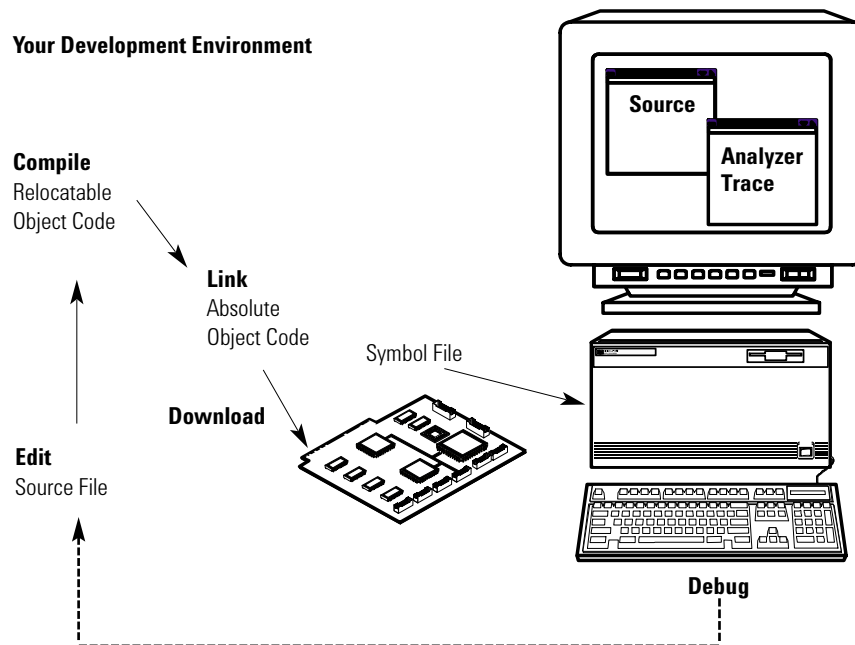 Your Development Environment
Source
Analyzer
Trace
Compile
Relocatable
Object Code
Link
Absolute
Object Code
Symbol File
Download
Edit
Source File
Debug